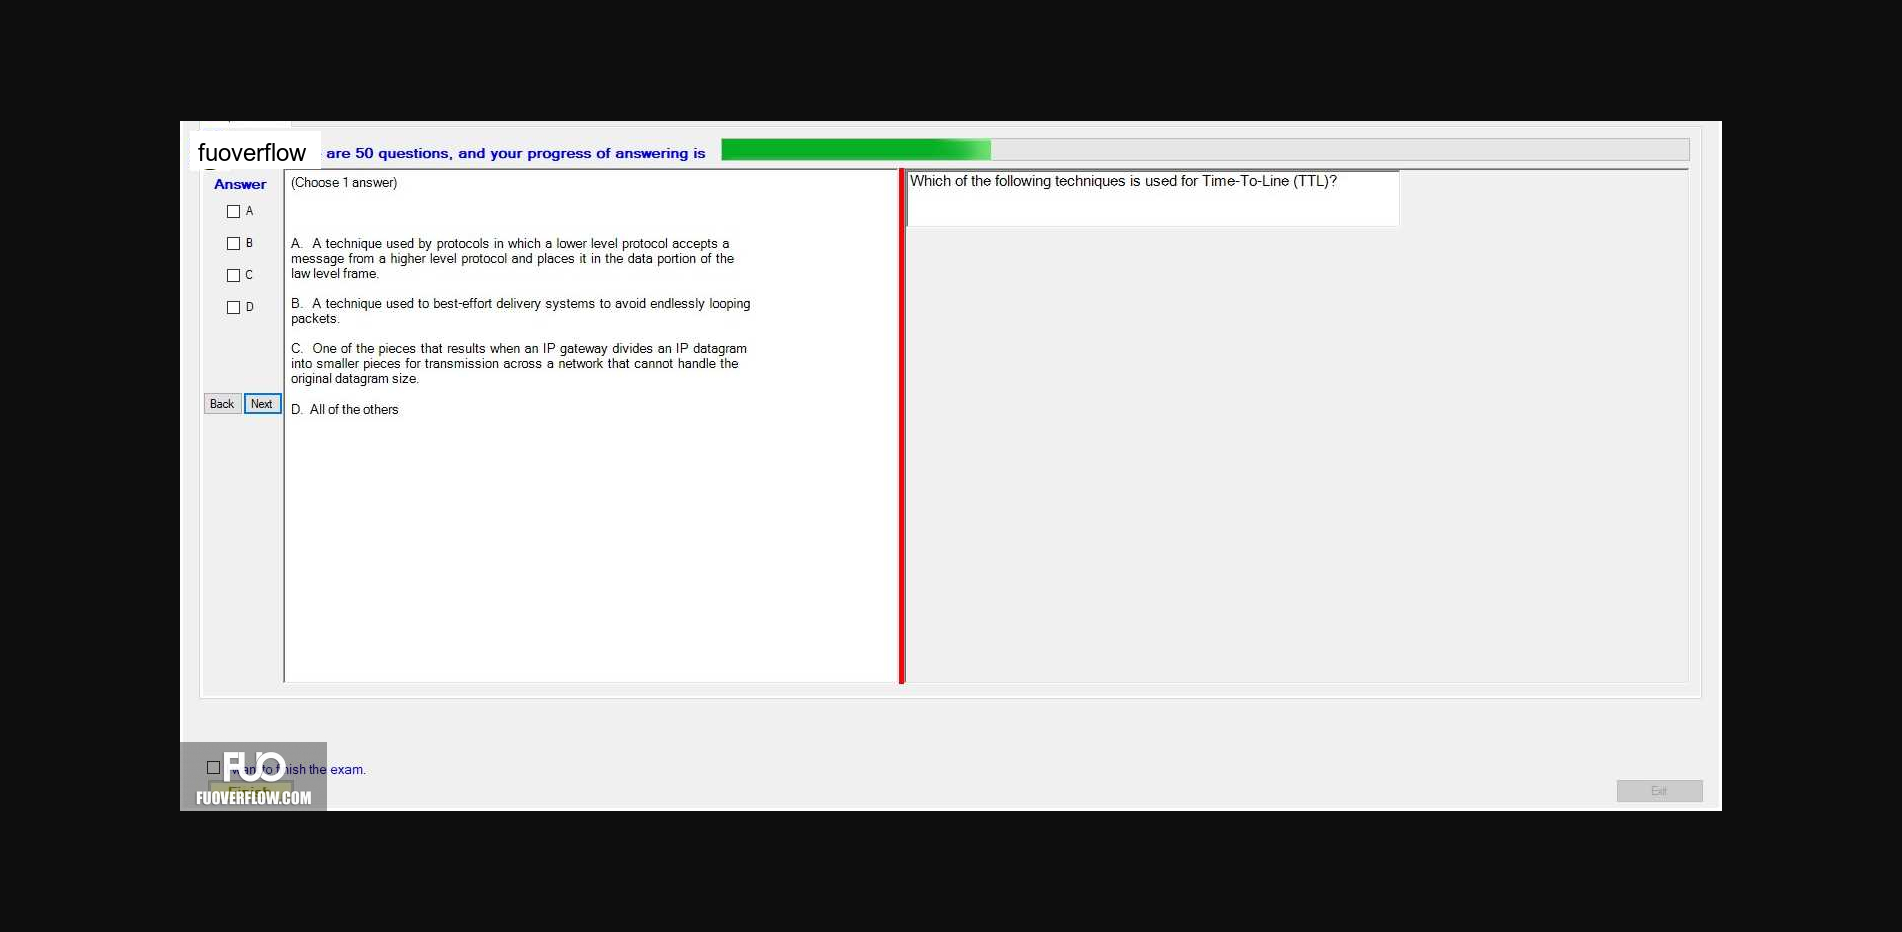 fuoverflow are 50 questions, and your progress of answering is
Answer
A
B
C
D
Back Next
(Choose 1 answer)
A. A technique used by protocols in which a lower level protocol accepts a
message from a higher level protocol and places it in the data portion of the
law level frame.
B. A technique used to best-effort delivery systems to avoid endlessly looping
packets.
C. One of the pieces that results when an IP gateway divides an IP datagram
into smaller pieces for transmission across a network that cannot handle the
original datagram size.
D. All of the others
Which of the following techniques is used for Time-To-Line (TTL)?
want to finish the exam.
Finish
FUO
FUOVERFLOW.COM
Exit